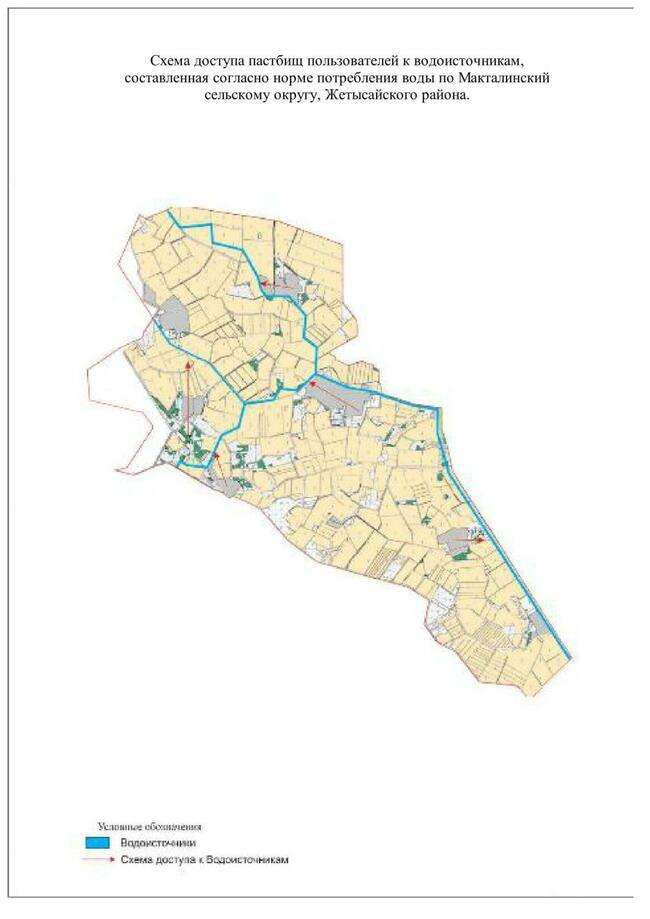 Схема доступа пастбищ пользователей к водоисточникам,
составленная согласно норме потребления воды по Макталинский
сельскому округу, Жетысайского района.
Условные обозначения
Водоисточники
Схема доступа к Водоисточникам